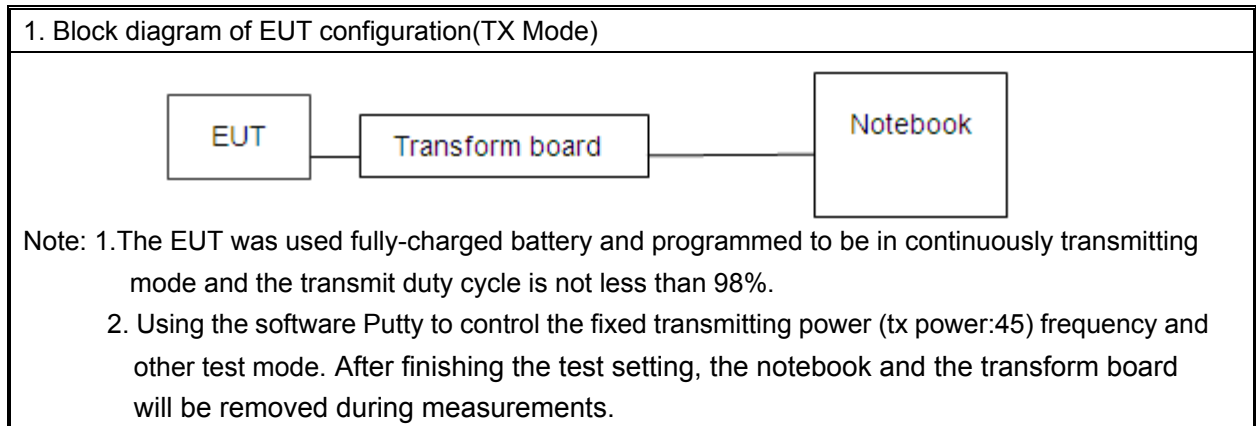 1. Block diagram of EUT configuration(TX Mode)
EUT
Transform board
Notebook
Note: 1.The EUT was used fully-charged battery and programmed to be in continuously transmitting
mode and the transmit duty cycle is not less than 98%.
2. Using the software Putty to control the fixed transmitting power (tx power:45) frequency and
other test mode. After finishing the test setting, the notebook and the transform board
will be removed during measurements.